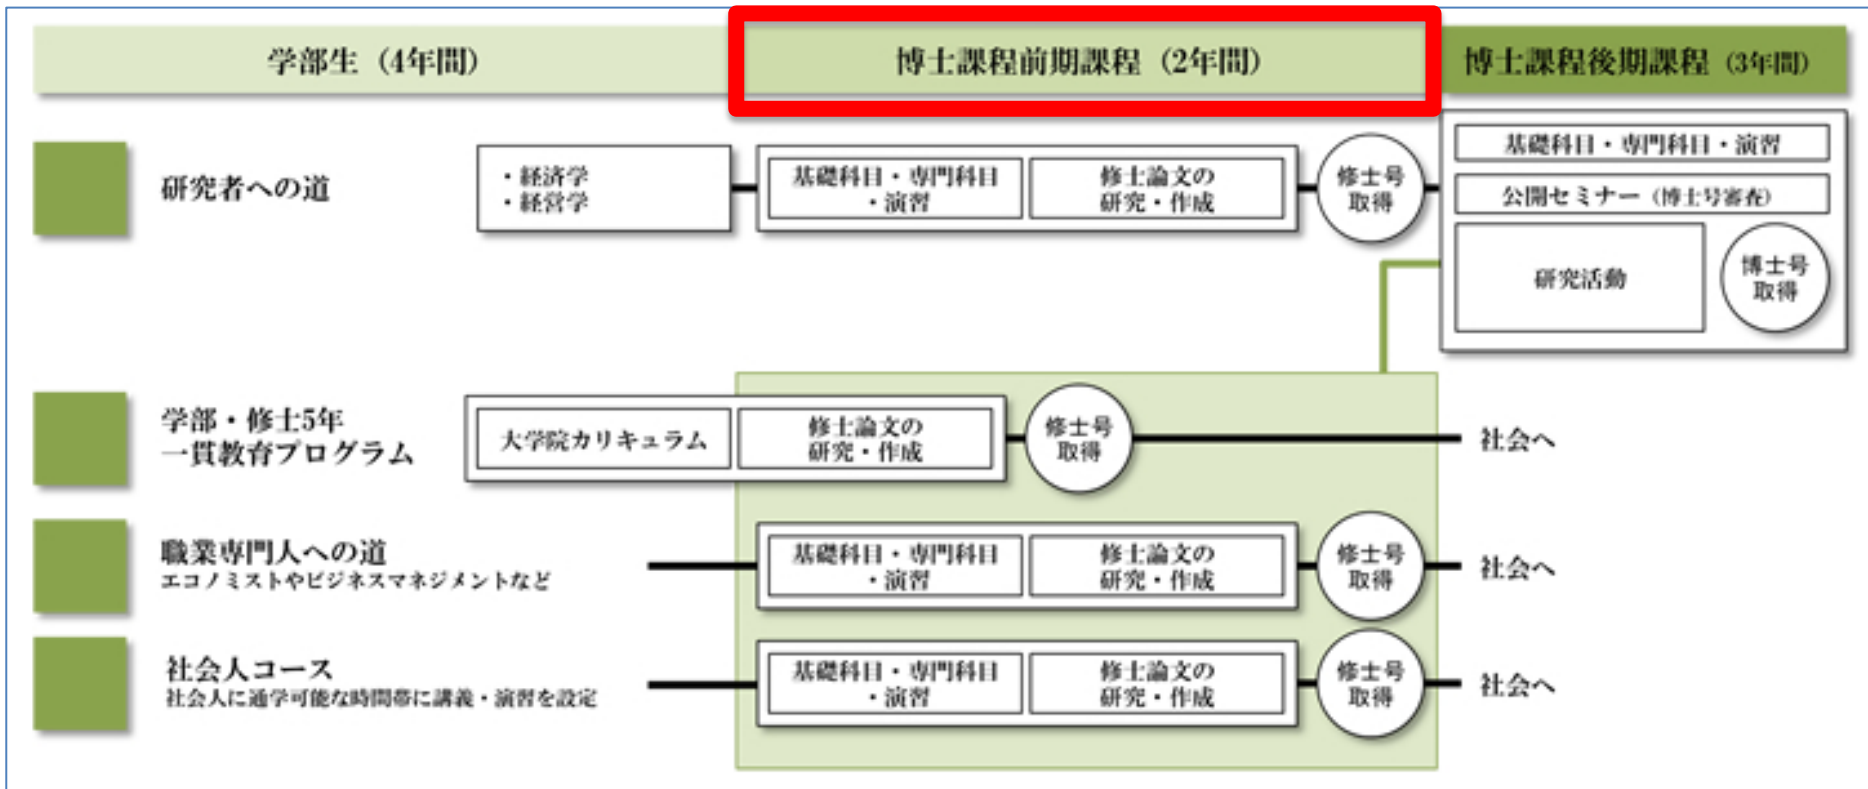 学部生（4年間）
博士課程前期課程（2年間）
博士課程後期課程（3年間）
研究者への道
・経済学
・経営学
基礎科目・専門科目
・演習
修士論文の
研究・作成
修士号
取得
基礎科目・専門科目・演習
公開セミナー（博士号審査）
研究活動
博士号
取得
学部・修士5年
一貫教育プログラム
大学院カリキュラム
修士論文の
研究・作成
修士号
取得
社会へ
職業専門人への道
エコノミストやビジネスマネジメントなど
基礎科目・専門科目
・演習
修士論文の
研究・作成
修士号
取得
社会へ
社会人コース
社会人に通学可能な時間帯に講義・演習を設定
基礎科目・専門科目
・演習
修士論文の
研究・作成
修士号
取得
社会へ